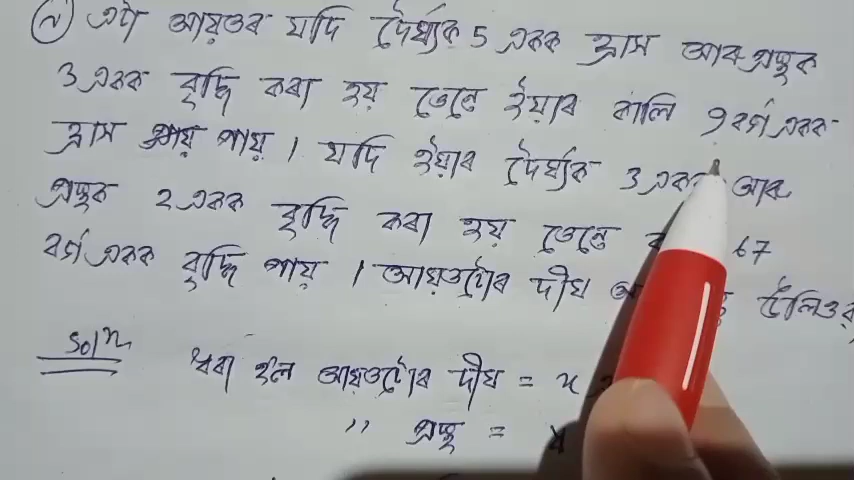 (ন) এটা আয়তৰ যদি দৈৰ্ঘ্যক 5 একক হ্ৰাস আৰু প্ৰস্থক
3 একক বৃদ্ধি কৰা হয় তেন্তে ইয়াৰ কালি 9 বৰ্গ একক
হ্ৰাস পায় । যদি ইয়াৰ দৈৰ্ঘ্যক 3 একক আৰু
প্ৰস্থক 2 একক বৃদ্ধি কৰা হয় তেন্তে 67
বৰ্গ একক বৃদ্ধি পায় । আয়তটোৰ দীঘ
Solⁿ ধৰা হল আয়তটোৰ দীঘ = x
" প্ৰস্থ =